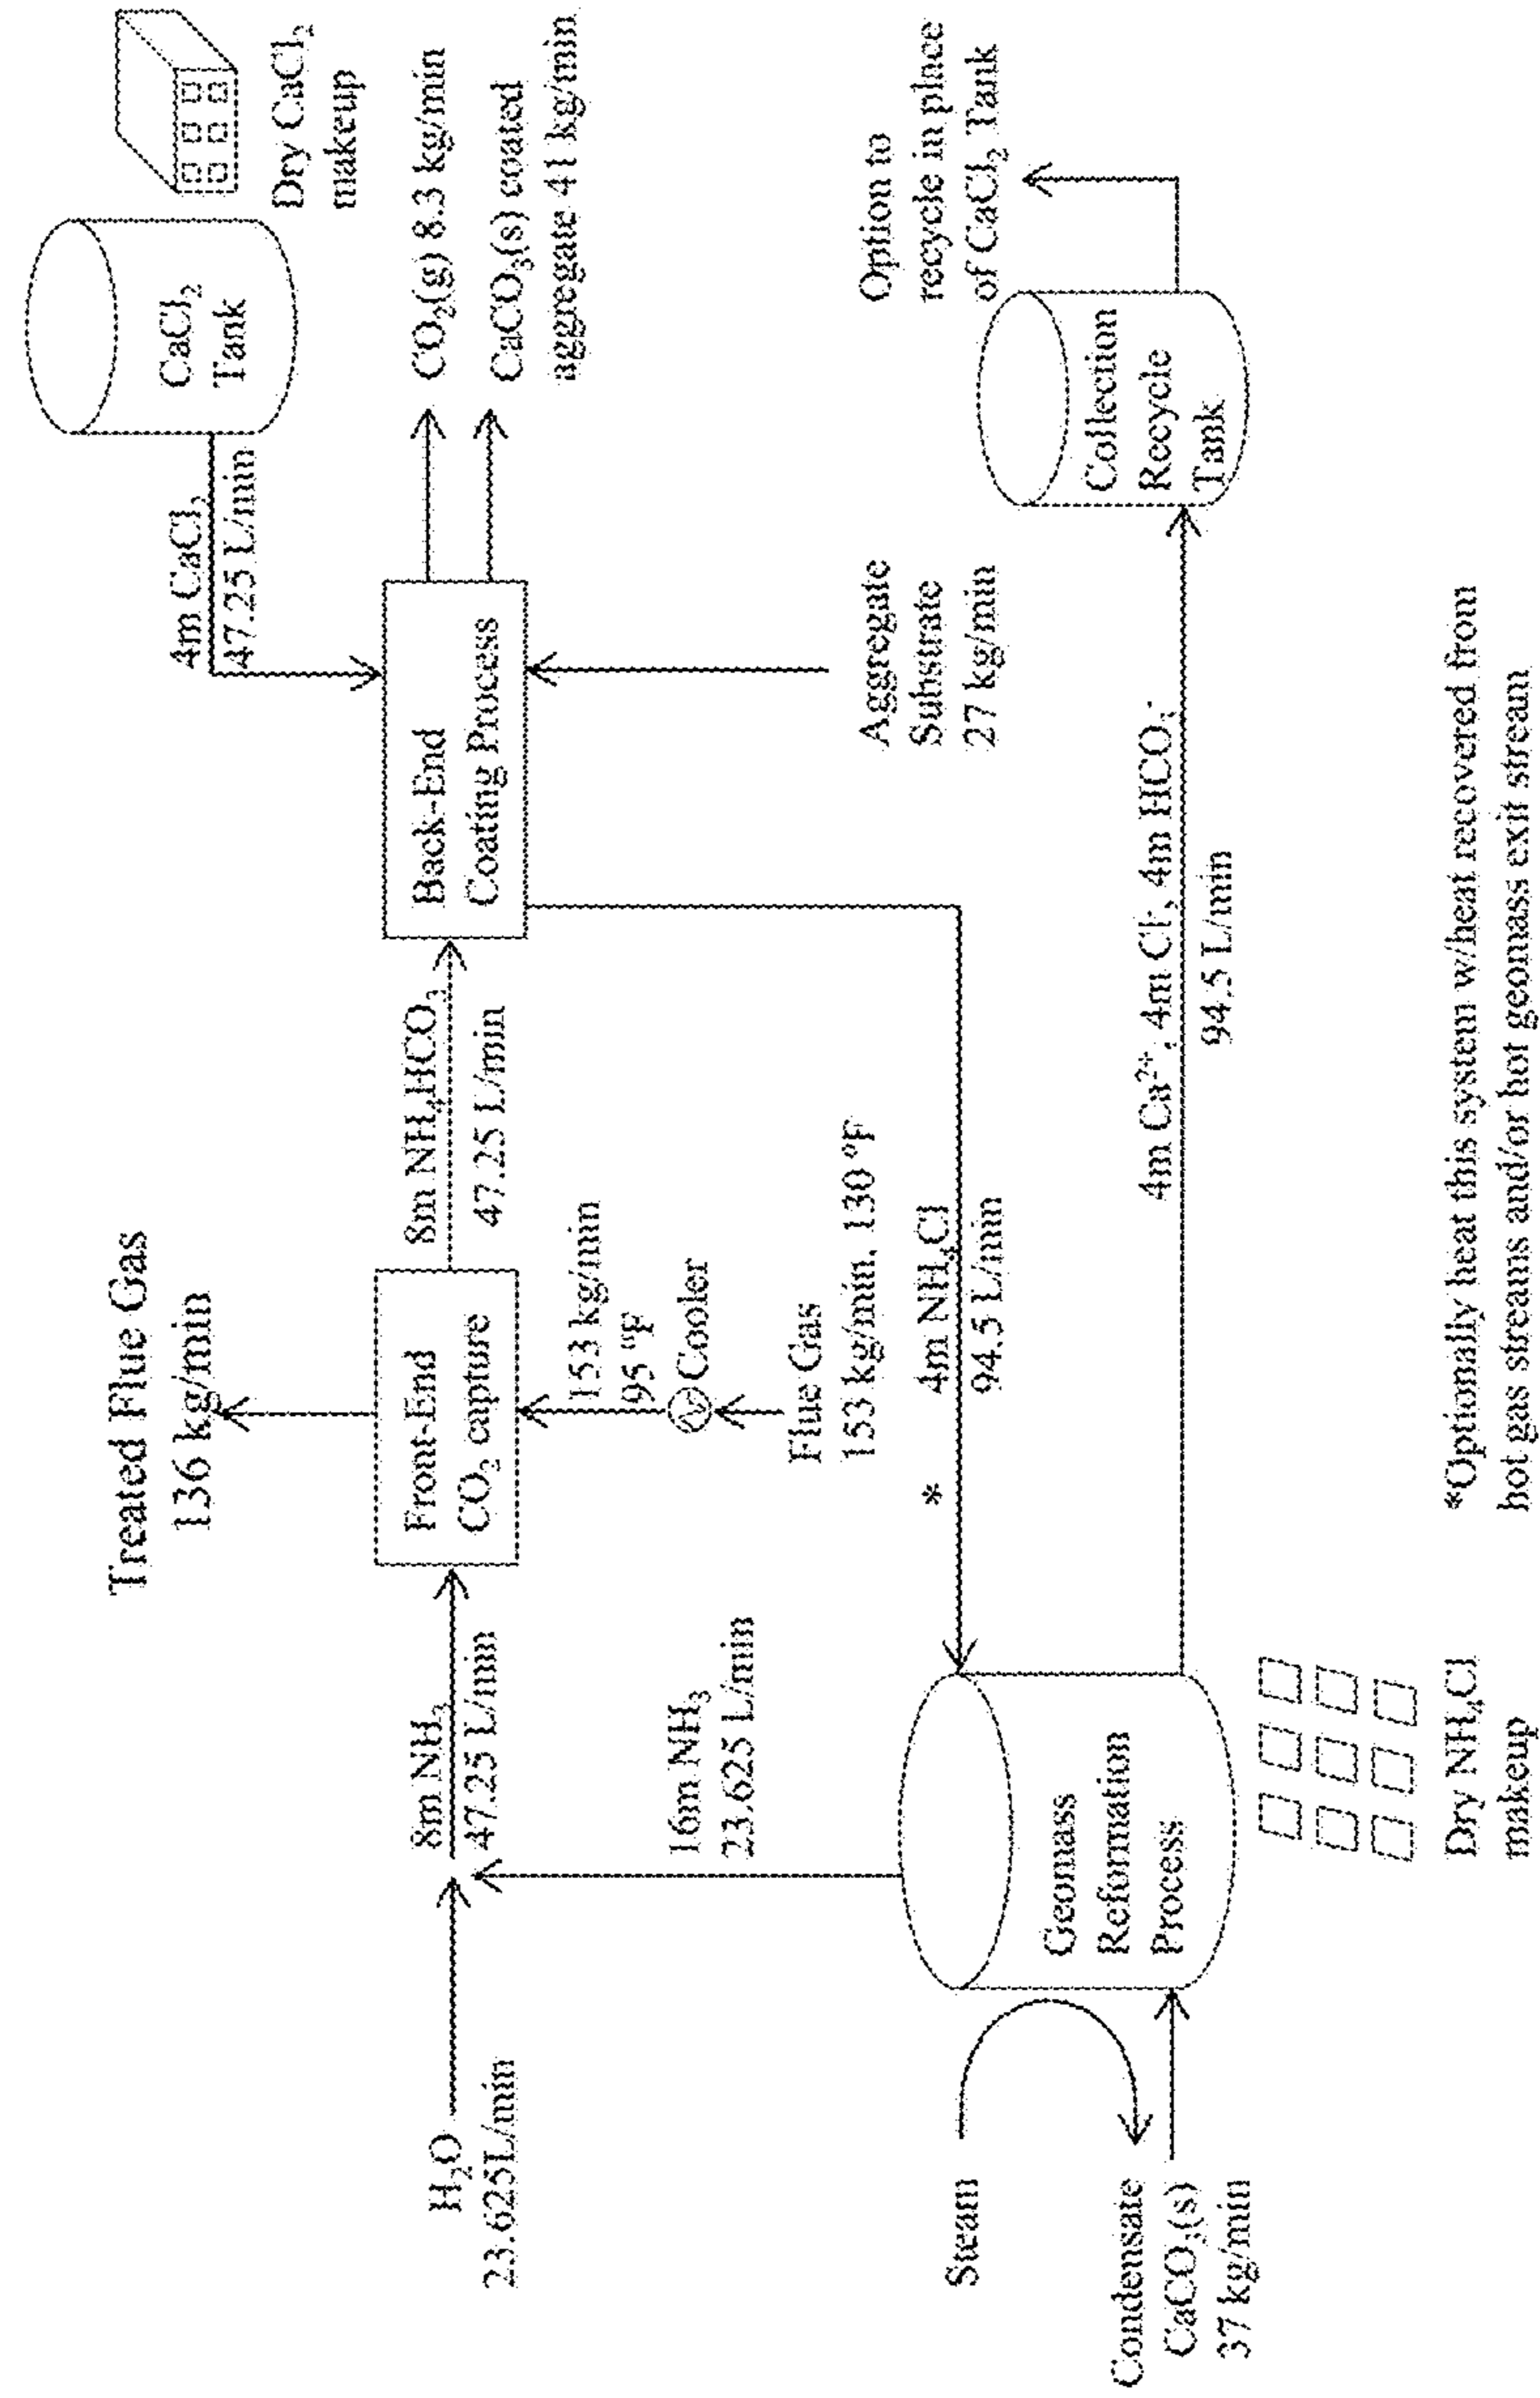 Treated Flue Gas
136 kg/min
CaCl₂
Tank
Dry CaCl₂
makeup
4m CaCl₂
47.25 L/min
H₂O
23.625L/min
8m NH₃
47.25 L/min
Front-End
CO₂ capture
8m NH₄HCO₃
47.25 L/min
Back-End
Coating Process
CO₂(g) 8.3 kg/min
CaCO₃(s) coated
aggregate 41 kg/min
153 kg/min
95 ºF
Cooler
Flue Gas
153 kg/min, 130 ºF
16m NH₃
23.625 L/min
Aggregate
Substrate
27 kg/min
Option to
recycle in place
of CaCl₂ Tank
* 4m NH₄Cl
94.5 L/min
Steam
Condensate
CaCO₃(s)
37 kg/min
Geomass
Reformation
Process
Collection
Recycle
Tank
4m Ca²⁺, 4m Cl⁻, 4m HCO₃⁻
94.5 L/min
Dry NH₄Cl
makeup
*Optionally heat this system w/heat recovered from
hot gas streams and/or hot geomass exit stream